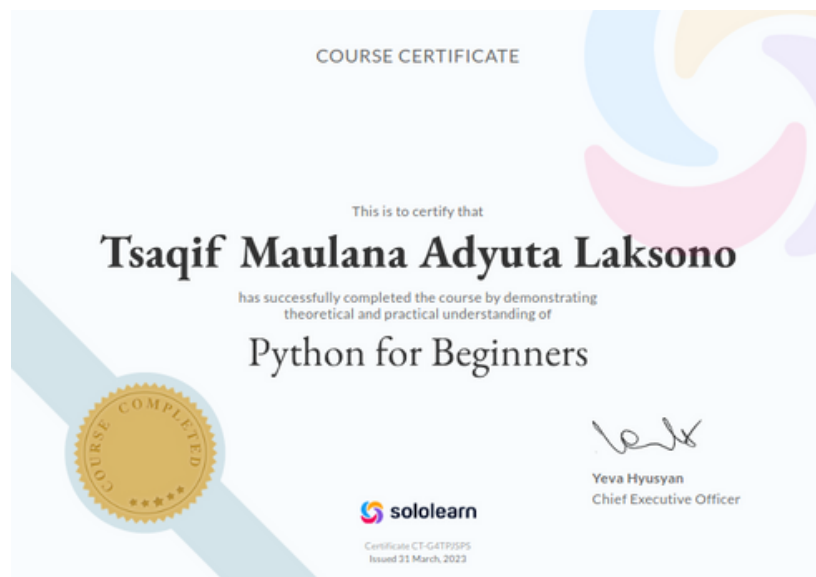 COURSE CERTIFICATE
This is to certify that
Tsaqif Maulana Adyuta Laksono
has successfully completed the course by demonstrating
theoretical and practical understanding of
Python for Beginners
COURSE COMPLETED
Yeva Hyusyan
Chief Executive Officer
sololearn
Certificate CT-G4TPJSPS
Issued 31 March, 2023